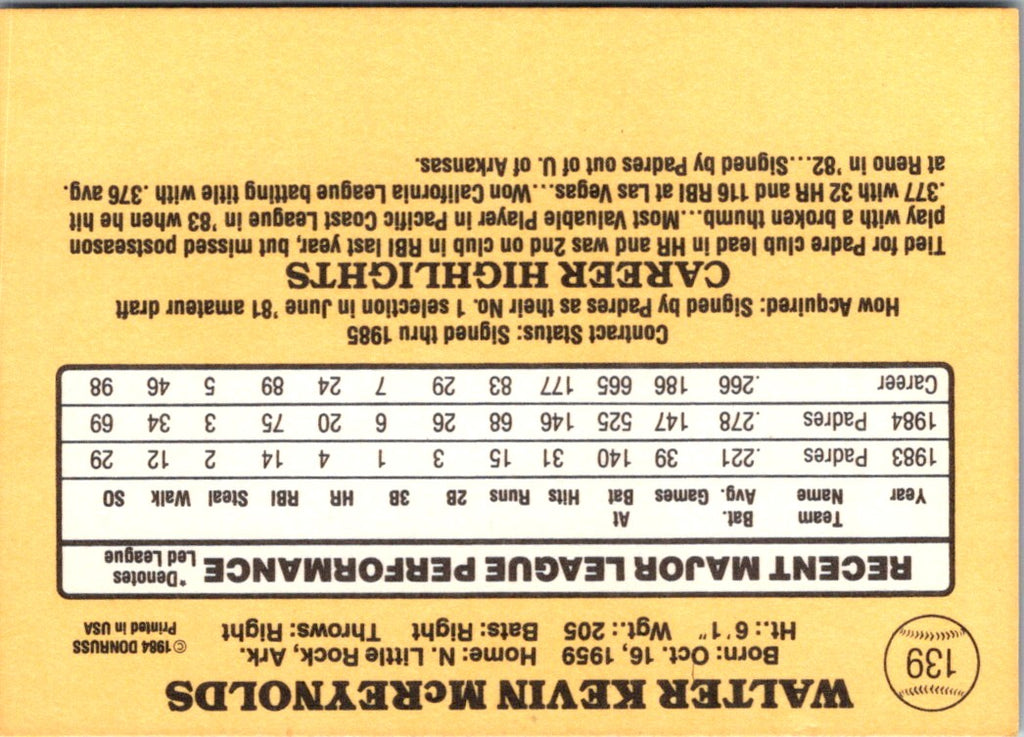 139
WALTER KEVIN McREYNOLDS
Born: Oct. 16, 1959 Home: N. Little Rock, Ark.
Ht.: 6'1" Wgt.: 205 Bats: Right Throws: Right
© 1984 DONRUSS
Printed in USA
RECENT MAJOR LEAGUE PERFORMANCE
*Denotes
Led League
Year Team Name Bat. Avg. Games At Bat Hits Runs 2B 3B HR RBI Steal Walk SO
1983 Padres .221 39 140 31 15 3 1 4 14 2 12 29
1984 Padres .278 147 525 146 68 26 6 20 75 3 34 69
Career .266 186 665 177 83 29 7 24 89 5 46 98
Contract Status: Signed thru 1985
How Acquired: Signed by Padres as their No. 1 selection in June '81 amateur draft
CAREER HIGHLIGHTS
Tied for Padre club lead in HR and was 2nd on club in RBI last year, but missed postseason
play with a broken thumb...Most Valuable Player in Pacific Coast League in '83 when he hit
.377 with 32 HR and 116 RBI at Las Vegas...Won California League batting title with .376 avg.
at Reno in '82...Signed by Padres out of U. of Arkansas.